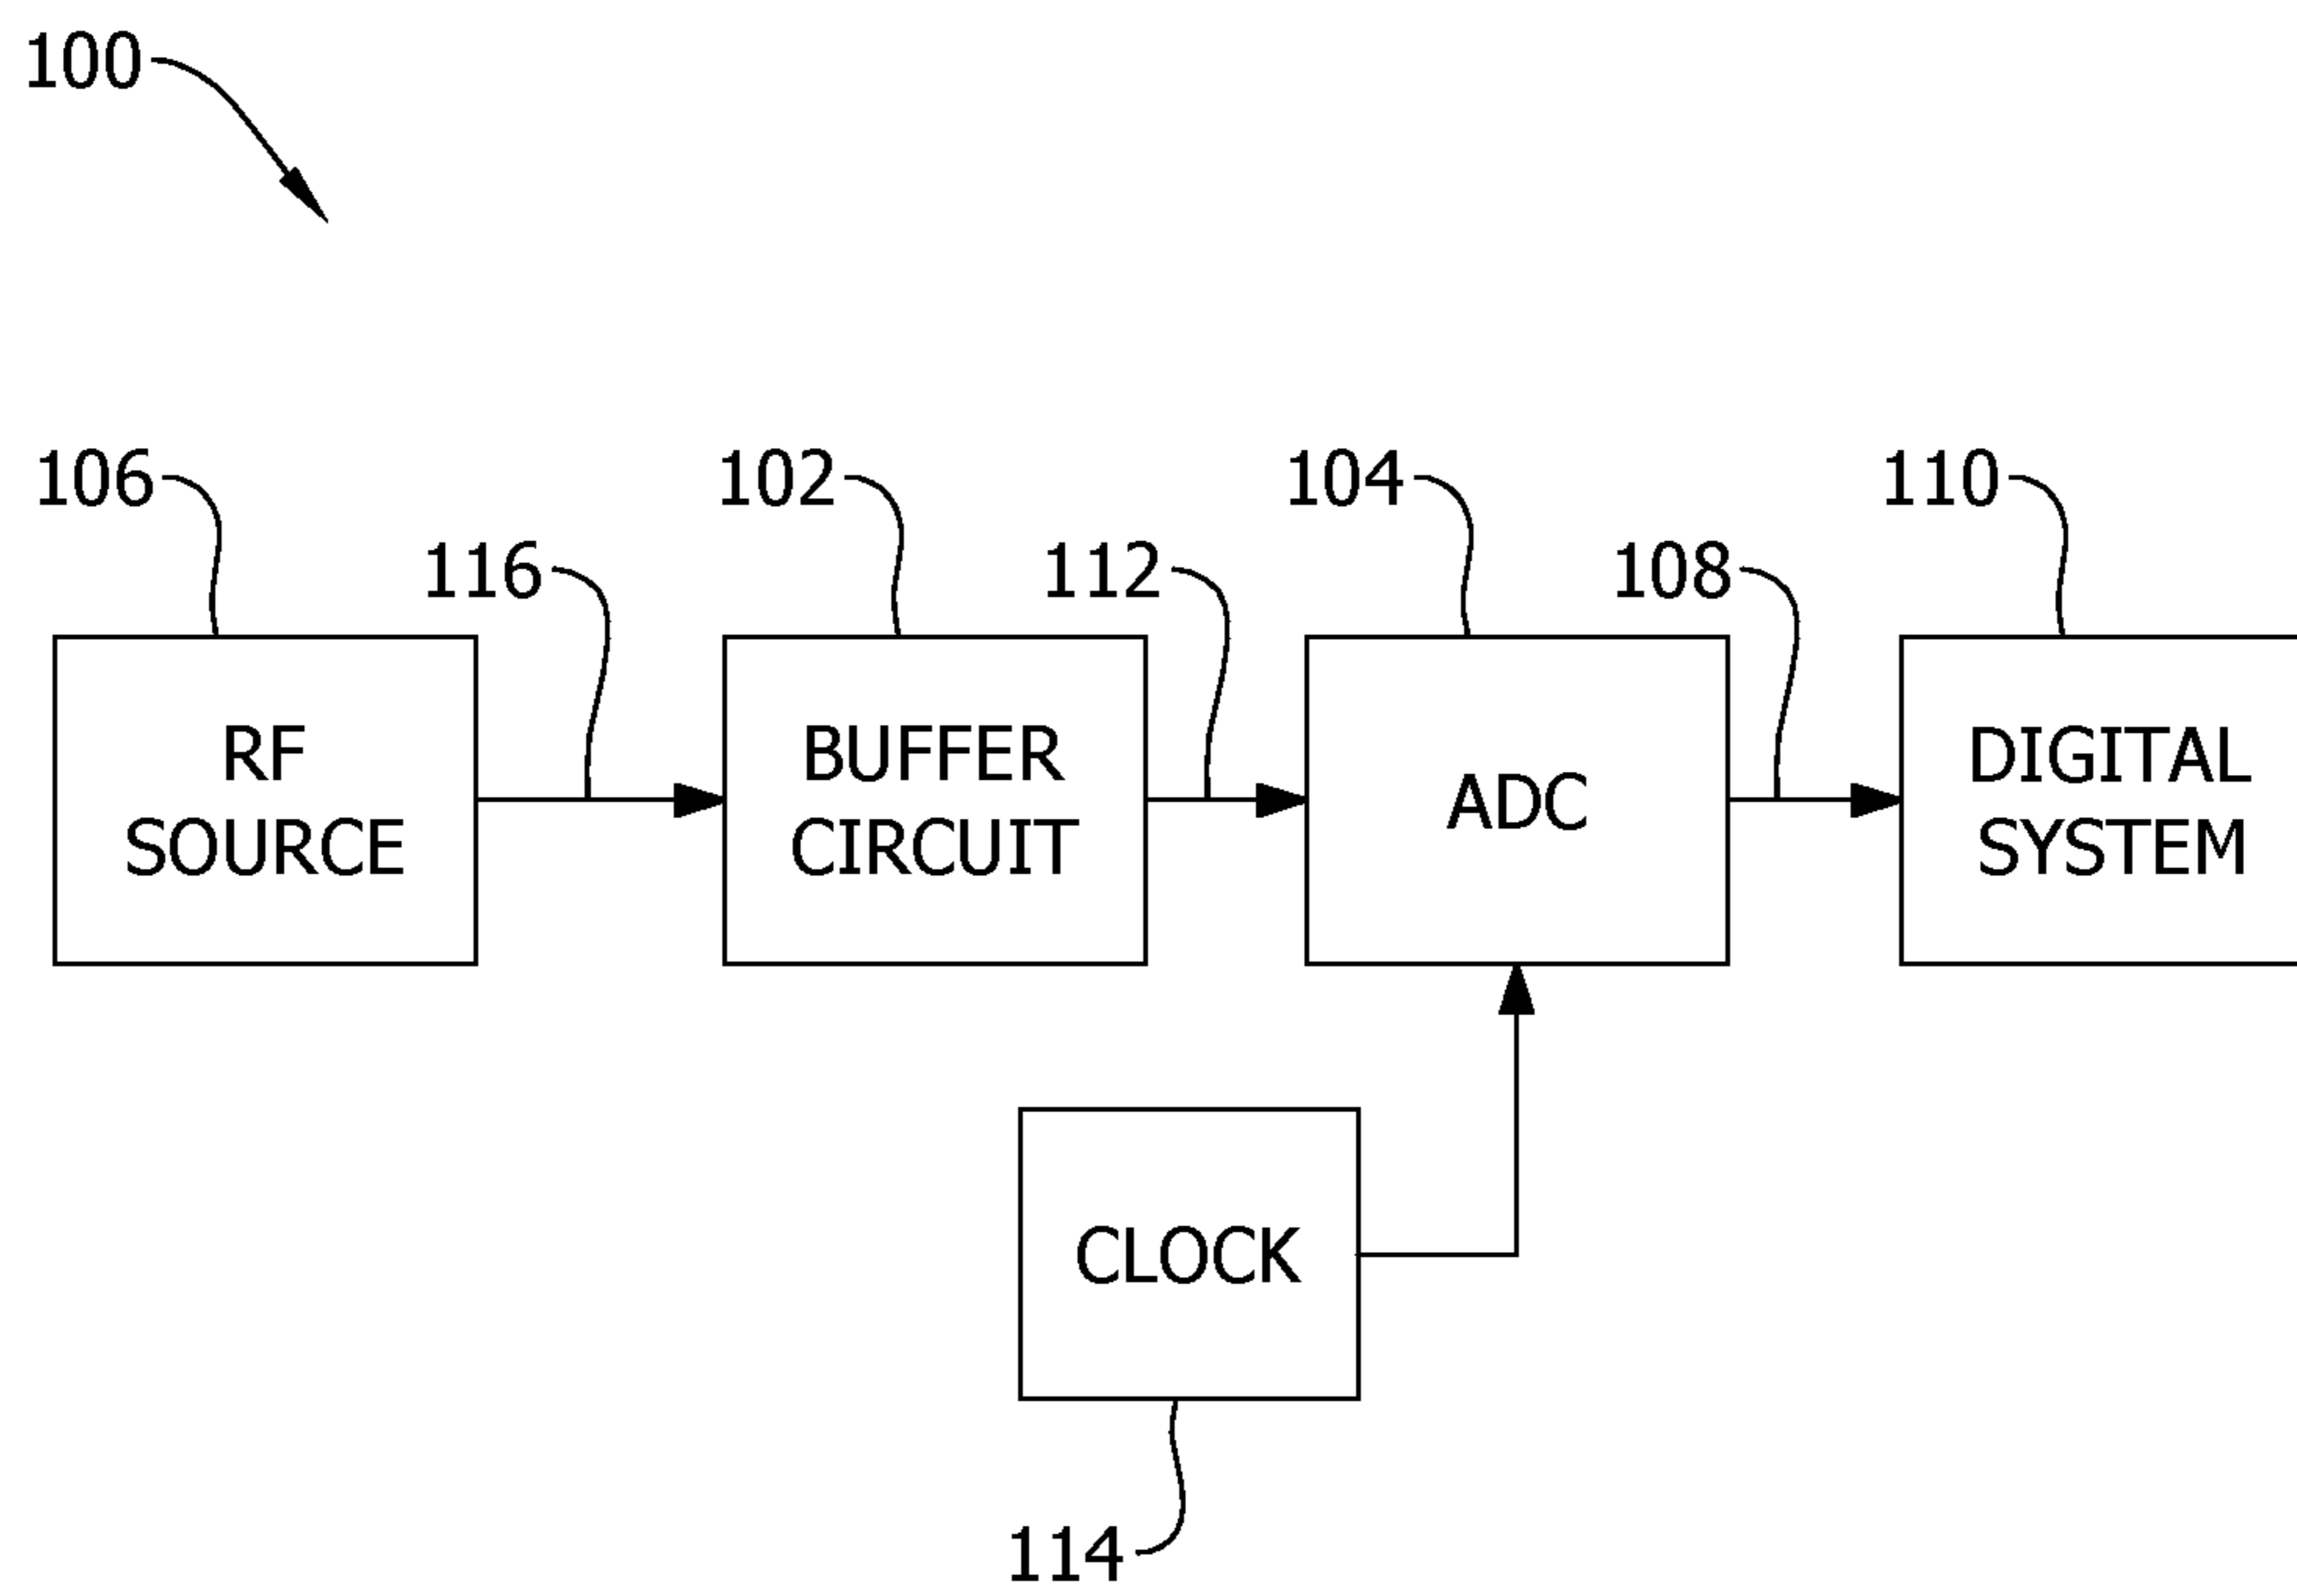 100
106
102
104
110
116
112
108
RF
SOURCE
BUFFER
CIRCUIT
ADC
DIGITAL
SYSTEM
CLOCK
114